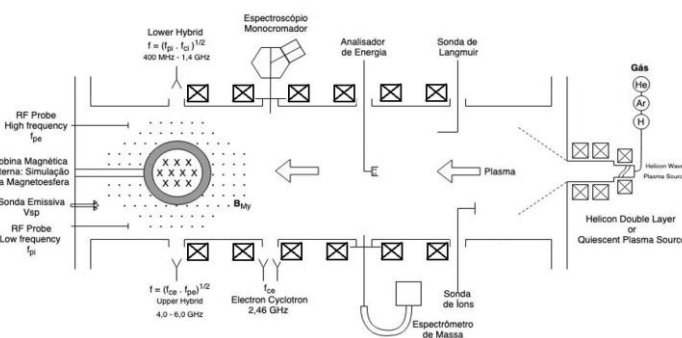 Lower Hybrid
f = (fpi . fci )1/2
400 MHz - 1,4 GHz
Espectroscópio
Monocromador
Analisador
de Energia
Sonda de
Langmuir
Gás
He
Ar
H
RF Probe
High frequency
fpe
obina Magnética
terna: Simulação
a Magnetoesfera
Sonda Emissiva
Vsp
RF Probe
Low frequency
fpi
X X X
X X X X
X X X
BMy
Plasma
Helicon Wave
Plasma Source
Helicon Double Layer
or
Quiescent Plasma Source
f = (fce . fpe)1/2
Upper Hybrid
4,0 - 6,0 GHz
fce
Electron Cyclotron
2,46 GHz
Espectrômetro
de Massa
Sonda
de Íons